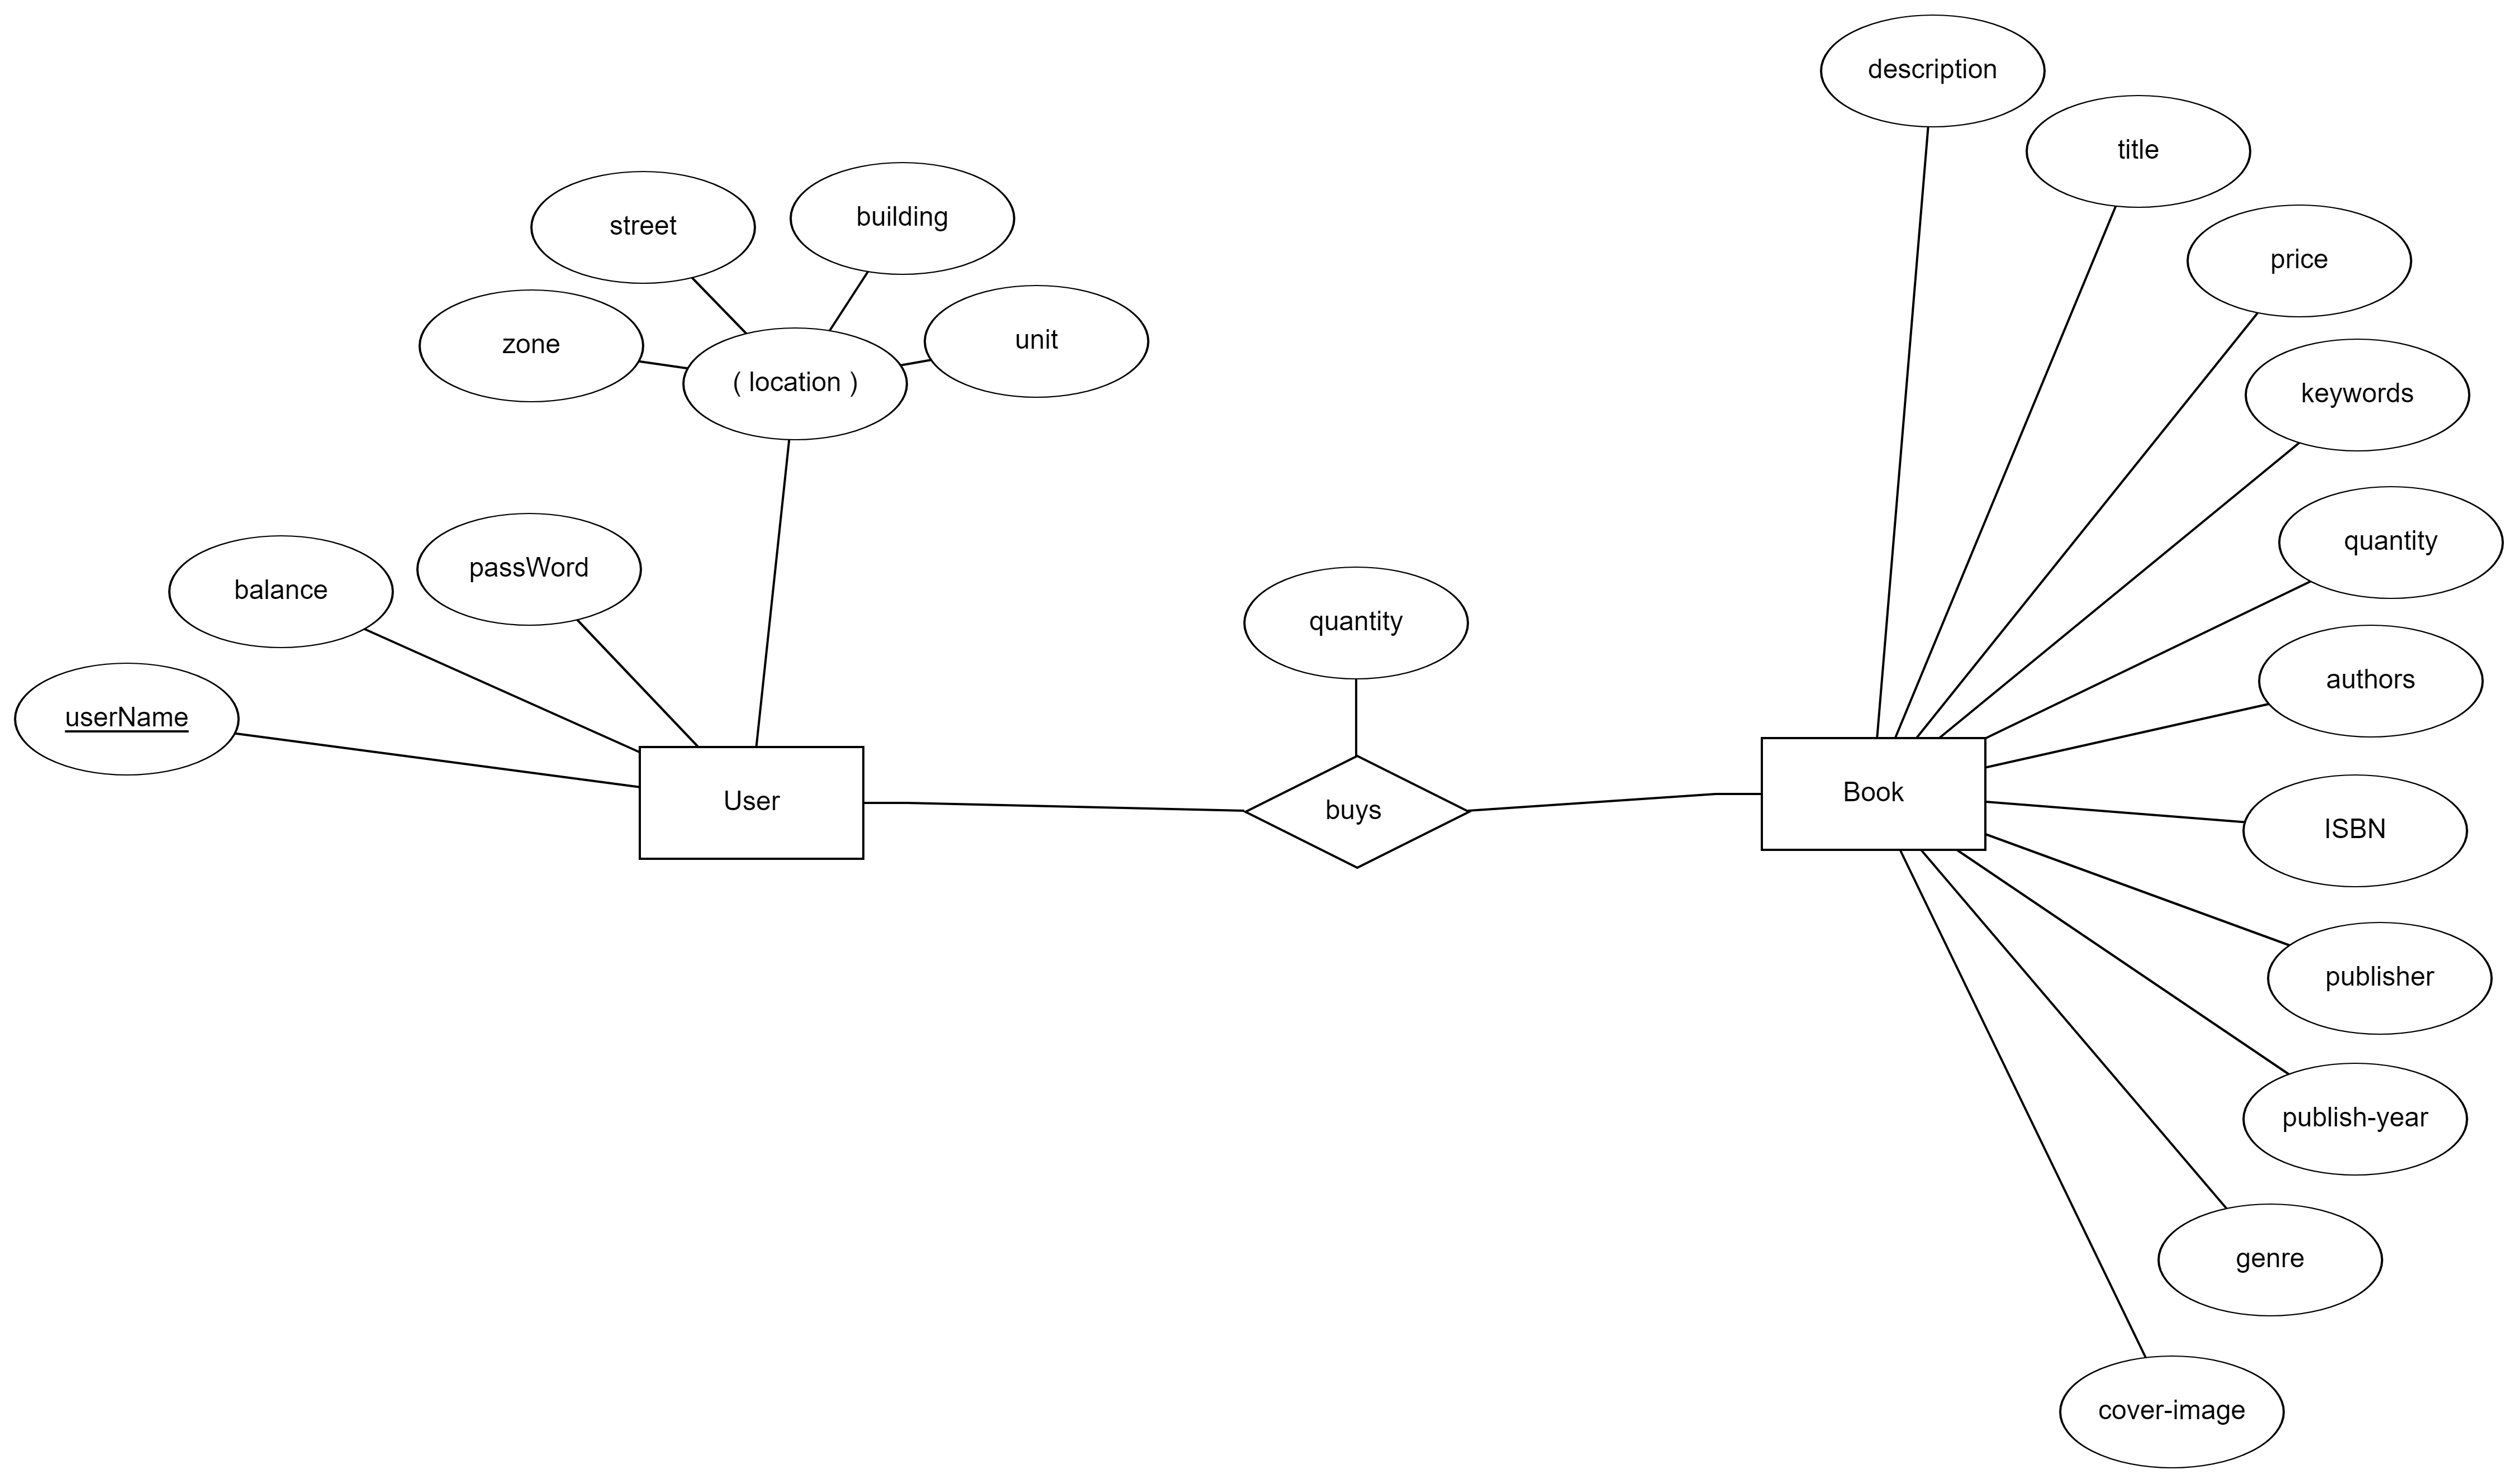 description
title
street
building
price
zone
unit
( location )
keywords
quantity
passWord
balance
quantity
authors
userName
User
buys
Book
ISBN
publisher
publish-year
genre
cover-image